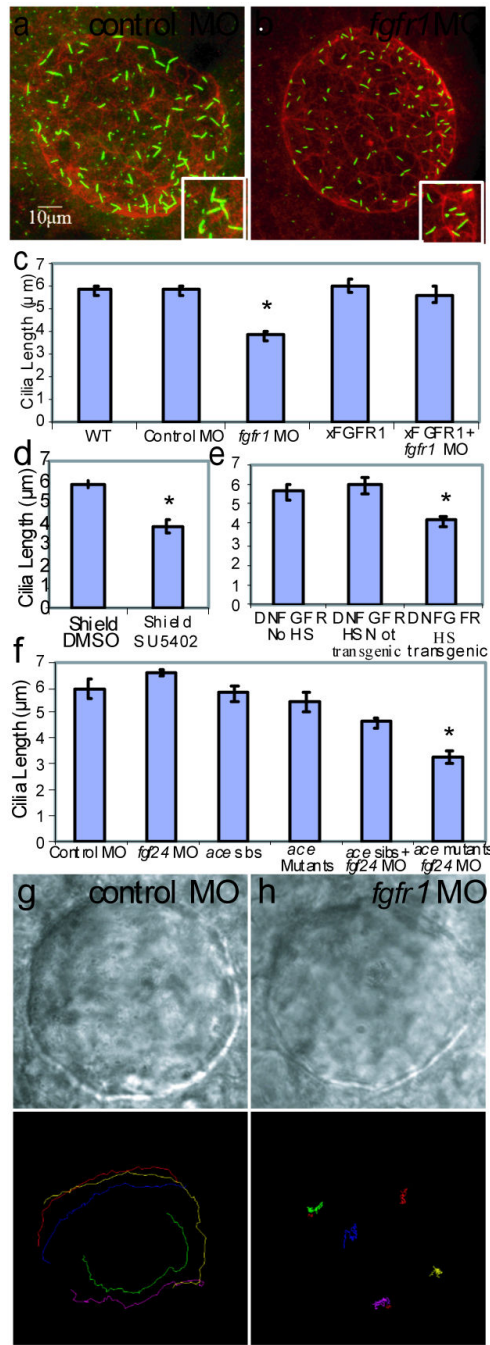 a control MO
b. fgfr1 MO
10μm
c
Cilia Length (μm)
7
6
5
4
3
2
1
0
WT Control MO fgfr1 MO xFGFR1 xFGFR1+
fgfr1 MO
*
d
Cilia Length (μm)
7
6
5
4
3
2
1
0
*
Shield Shield
DMSO SU5402
e
7
6
5
4
3
2
1
0
*
DNFGFR DNFGFR DNFGFR
No HS HS Not HS
transgenic transgenic
f
Cilia Length (μm)
7
6
5
4
3
2
1
0
*
Control MO fgf24 MO ace sibs ace ace sibs+ ace mutants
Mutants fgf24 MO fgf24 MO
g control MO
h fgfr1 MO